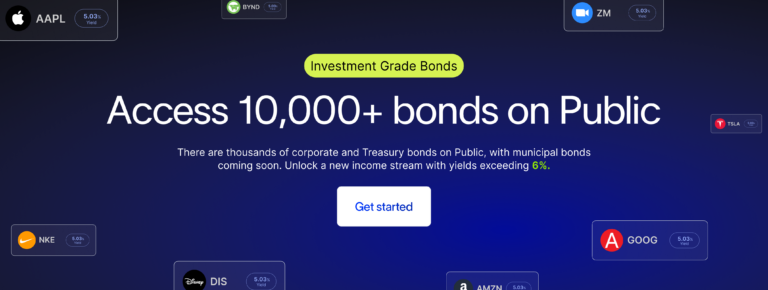 AAPL 5.03% Yield
BYND
ZM 5.03% Yield
Investment Grade Bonds
Access 10,000+ bonds on Public
TSLA
There are thousands of corporate and Treasury bonds on Public, with municipal bonds
coming soon. Unlock a new income stream with yields exceeding 6%.
Get started
NKE 5.03% Yield
A GOOG 5.03% Yield
Disney DIS 5.03% Yield
a AMZN 5.03%